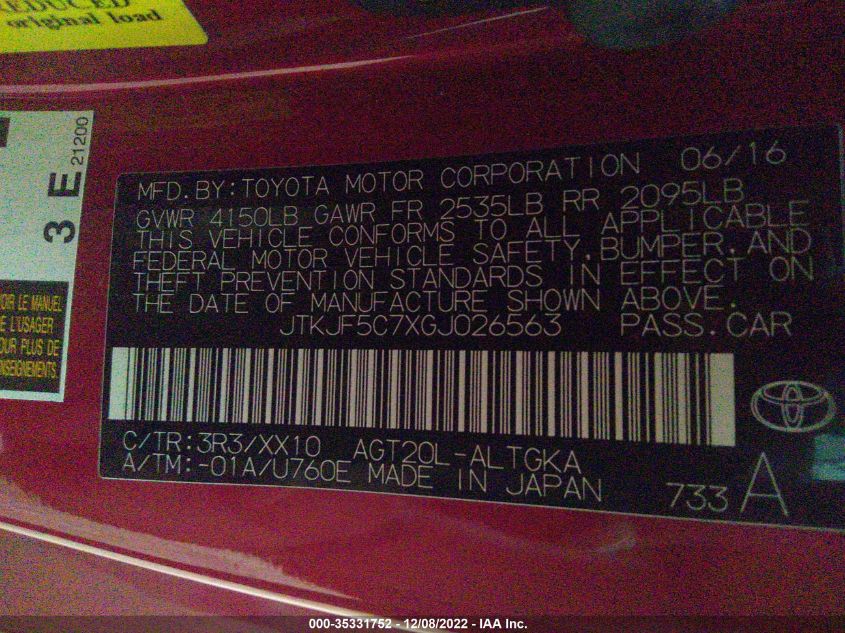 REDUCED
original load
3 E
21200
OIR LE MANUEL
E L'USAGER
OUR PLUS DE
ENSEIGNEMENTS
MFD. BY: TOYOTA MOTOR CORPORATION 06/16
GVWR 4150LB GAWR FR 2535LB RR 2095LB
THIS VEHICLE CONFORMS TO ALL APPLICABLE
FEDERAL MOTOR VEHICLE SAFETY, BUMPER, AND
THEFT PREVENTION STANDARDS IN EFFECT ON
THE DATE OF MANUFACTURE SHOWN ABOVE.
JTKJF5C7XGJ026563 PASS. CAR
C/TR: 3R3/XX10 AGT20L-ALTGKA
A/TM: -01A/U760E MADE IN JAPAN
733 A
000-35331752 - 12/08/2022 - IAA Inc.